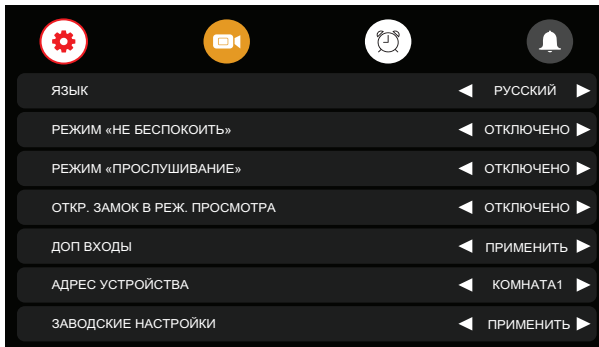 ЯЗЫК РУССКИЙ
РЕЖИМ «НЕ БЕСПОКОИТЬ» ОТКЛЮЧЕНО
РЕЖИМ «ПРОСЛУШИВАНИЕ» ОТКЛЮЧЕНО
ОТКР. ЗАМОК В РЕЖ. ПРОСМОТРА ОТКЛЮЧЕНО
ДОП ВХОДЫ ПРИМЕНИТЬ
АДРЕС УСТРОЙСТВА КОМНАТА1
ЗАВОДСКИЕ НАСТРОЙКИ ПРИМЕНИТЬ